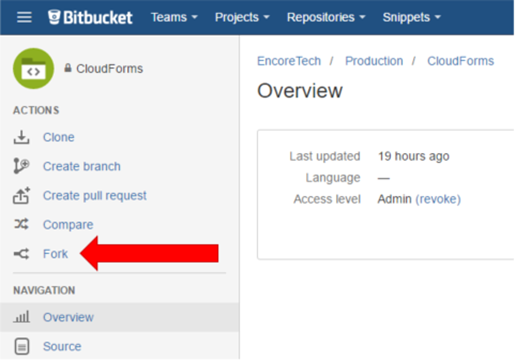 Bitbucket Teams Projects Repositories Snippets
CloudForms
ACTIONS
Clone
Create branch
Create pull request
Compare
Fork
NAVIGATION
Overview
Source
EncoreTech / Production / CloudForms
Overview
Last updated 19 hours ago
Language —
Access level Admin (revoke)